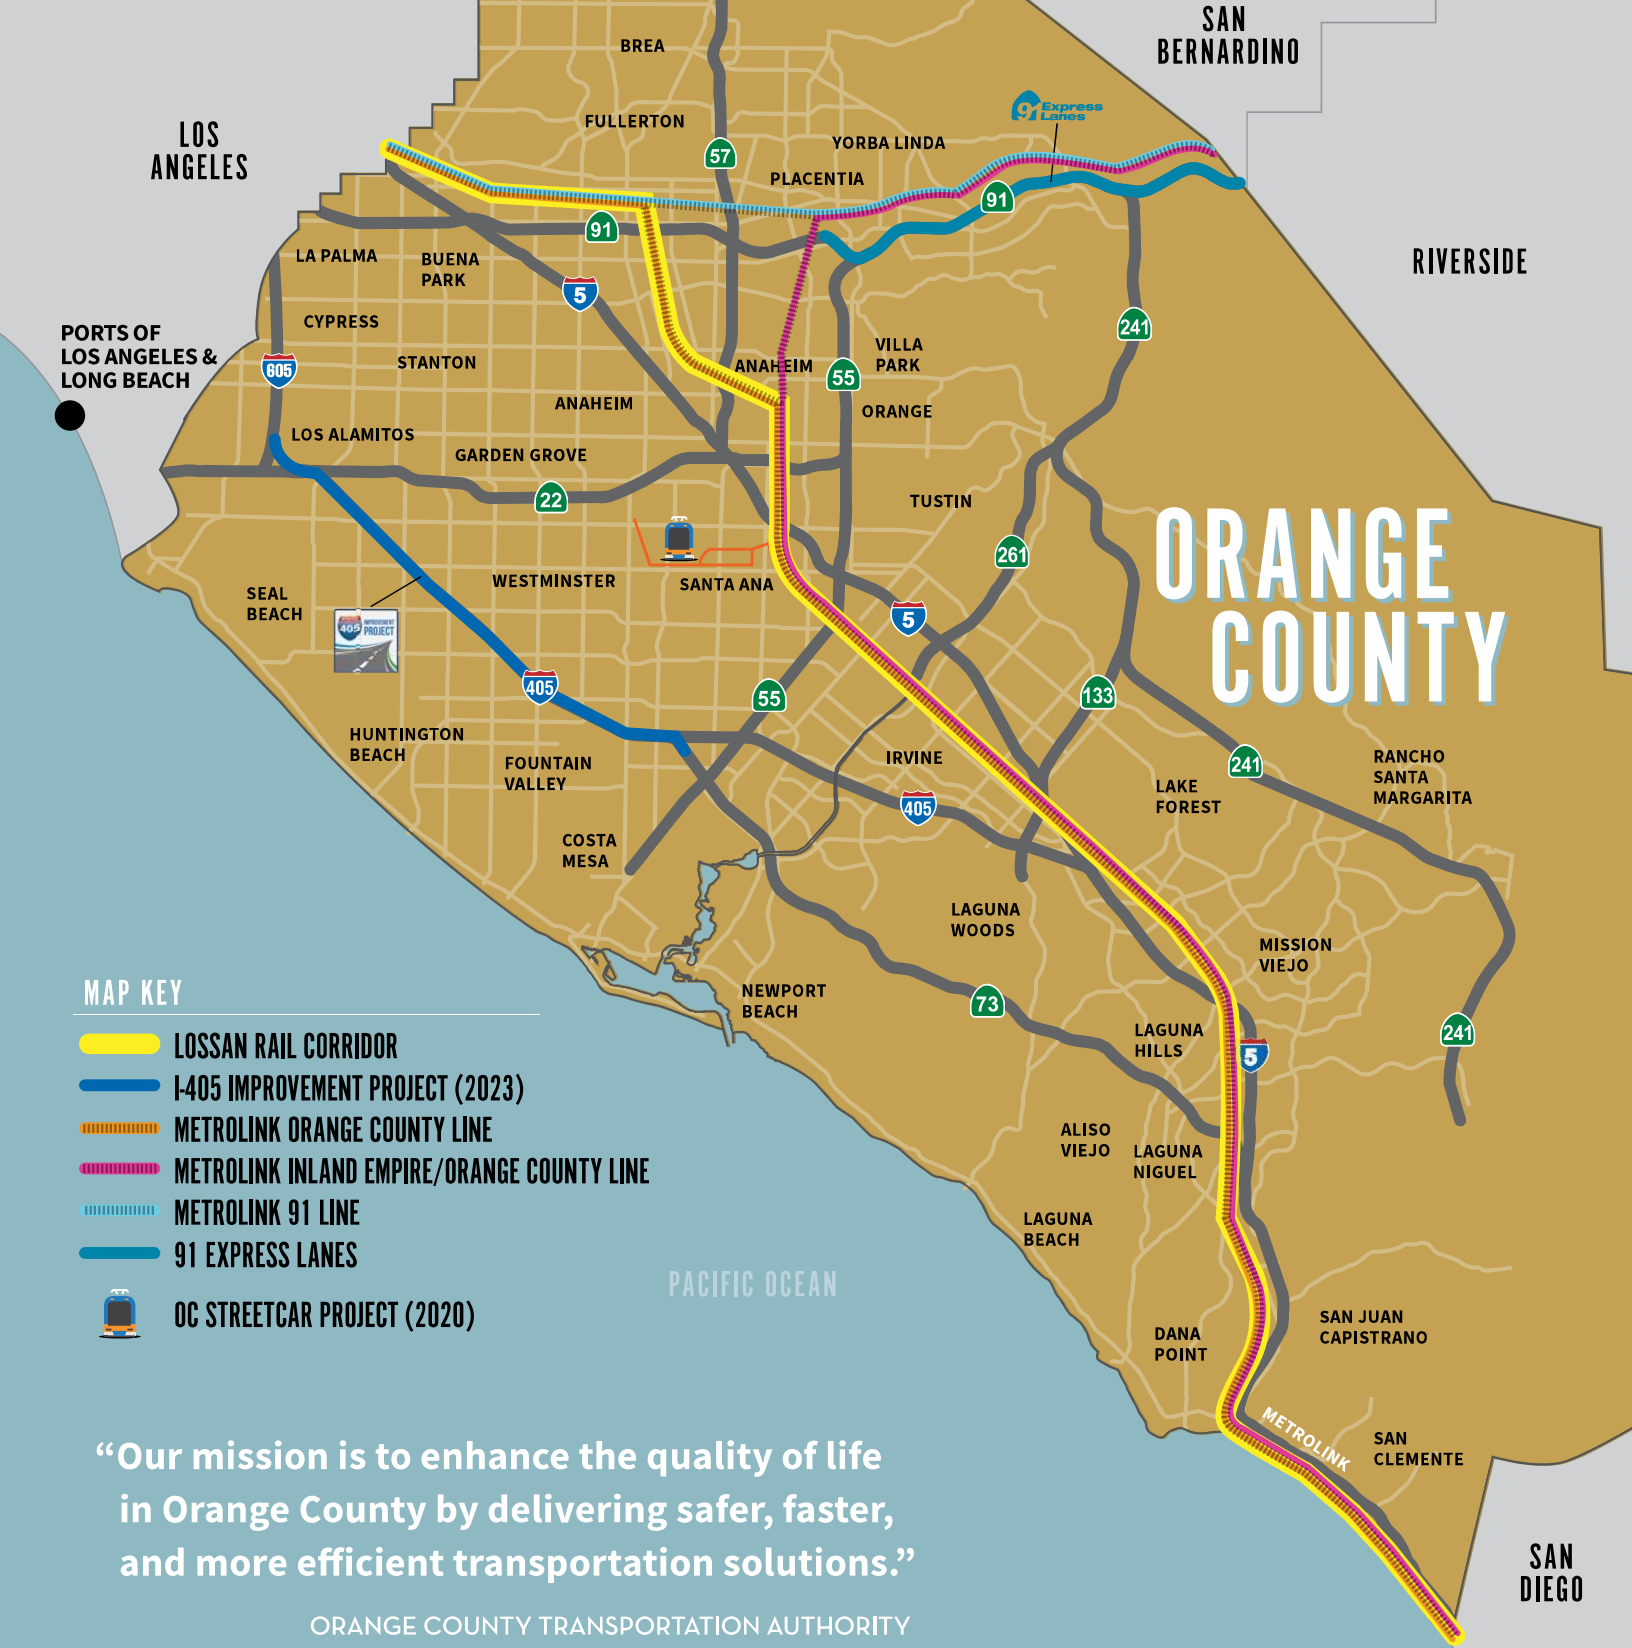 SAN
BERNARDINO
BREA
91 Express
Lanes
FULLERTON
LOS
ANGELES
YORBA LINDA
57
PLACENTIA
91
91
LA PALMA
BUENA
PARK
RIVERSIDE
5
CYPRESS
241
PORTS OF
LOS ANGELES &
LONG BEACH
STANTON
VILLA
PARK
605
ANAHEIM
55
ANAHEIM
ORANGE
LOS ALAMITOS
GARDEN GROVE
22
TUSTIN
ORANGE
COUNTY
261
WESTMINSTER
SANTA ANA
SEAL
BEACH
5
405 IMPROVEMENT
PROJECT
405
55
133
HUNTINGTON
BEACH
FOUNTAIN
VALLEY
IRVINE
241
RANCHO
SANTA
MARGARITA
LAKE
FOREST
405
COSTA
MESA
LAGUNA
WOODS
MISSION
VIEJO
NEWPORT
BEACH
73
LAGUNA
HILLS
5
241
ALISO
VIEJO
LAGUNA
NIGUEL
LAGUNA
BEACH
PACIFIC OCEAN
SAN JUAN
CAPISTRANO
DANA
POINT
METROLINK
SAN
CLEMENTE
SAN
DIEGO
MAP KEY
LOSSAN RAIL CORRIDOR
I-405 IMPROVEMENT PROJECT (2023)
METROLINK ORANGE COUNTY LINE
METROLINK INLAND EMPIRE/ORANGE COUNTY LINE
METROLINK 91 LINE
91 EXPRESS LANES
OC STREETCAR PROJECT (2020)
“Our mission is to enhance the quality of life
in Orange County by delivering safer, faster,
and more efficient transportation solutions.”
ORANGE COUNTY TRANSPORTATION AUTHORITY